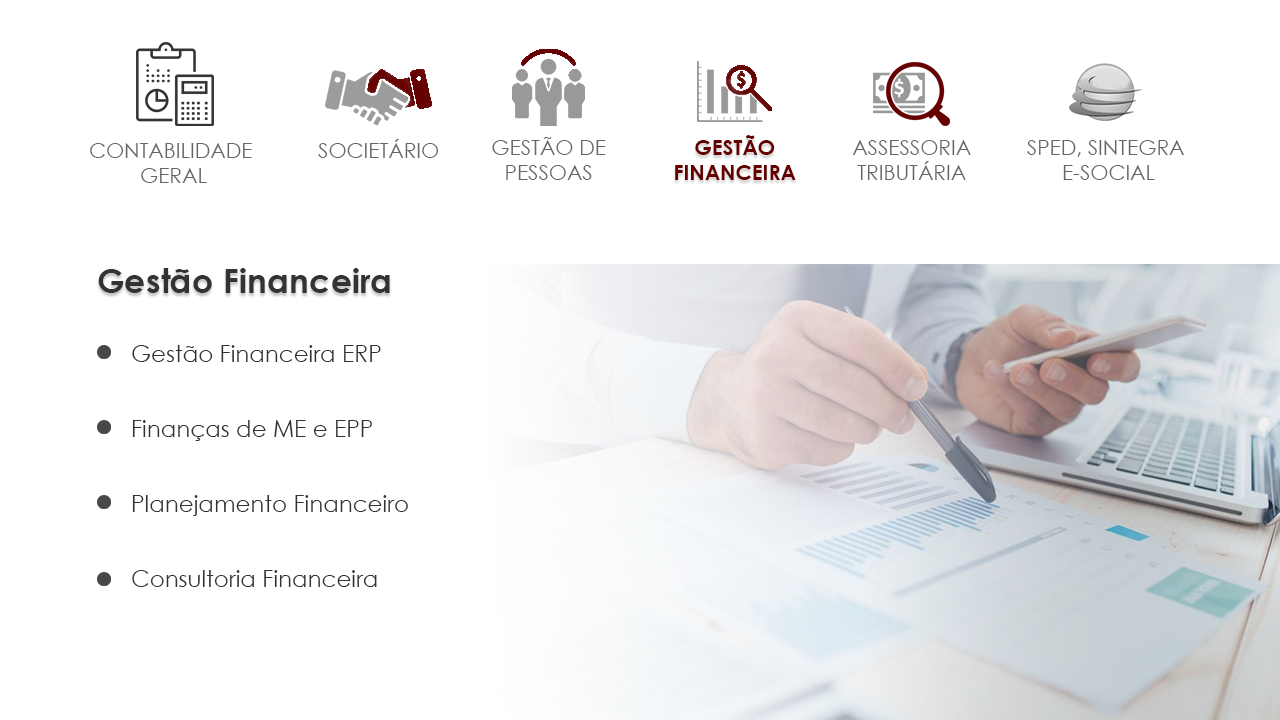 CONTABILIDADE
GERAL
SOCIETÁRIO
GESTÃO DE
PESSOAS
GESTÃO
FINANCEIRA
ASSESSORIA
TRIBUTÁRIA
SPED, SINTEGRA
E-SOCIAL
Gestão Financeira
Gestão Financeira ERP
Finanças de ME e EPP
Planejamento Financeiro
Consultoria Financeira